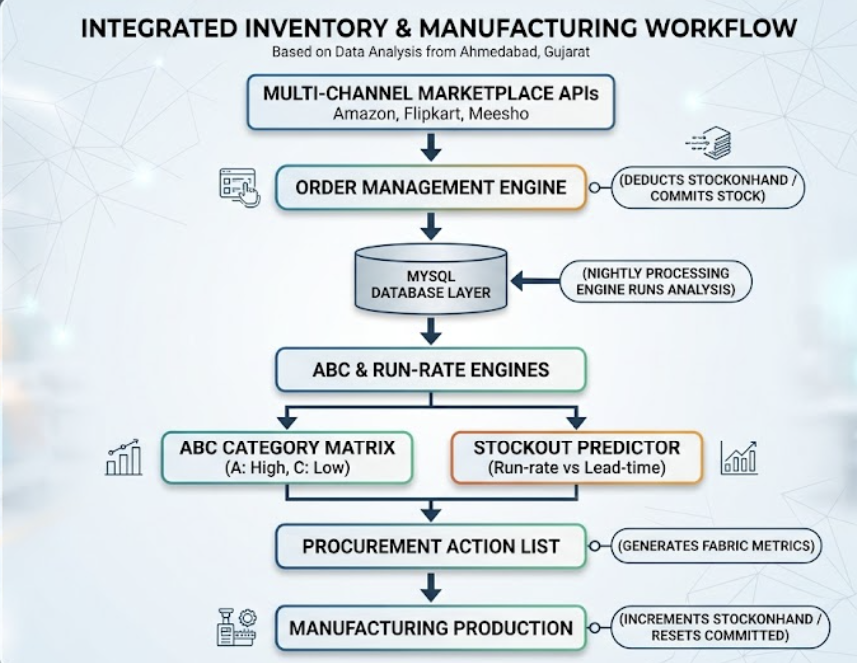 INTEGRATED INVENTORY & MANUFACTURING WORKFLOW
Based on Data Analysis from Ahmedabad, Gujarat
MULTI-CHANNEL MARKETPLACE APIs
Amazon, Flipkart, Meesho
ORDER MANAGEMENT ENGINE
(DEDUCTS STOCKONHAND /
COMMITS STOCK)
MYSQL
DATABASE LAYER
(NIGHTLY PROCESSING
ENGINE RUNS ANALYSIS)
ABC & RUN-RATE ENGINES
ABC CATEGORY MATRIX
(A: High, C: Low)
STOCKOUT PREDICTOR
(Run-rate vs Lead-time)
PROCUREMENT ACTION LIST
(GENERATES FABRIC METRICS)
MANUFACTURING PRODUCTION
(INCREMENTS STOCKONHAND /
RESETS COMMITTED)